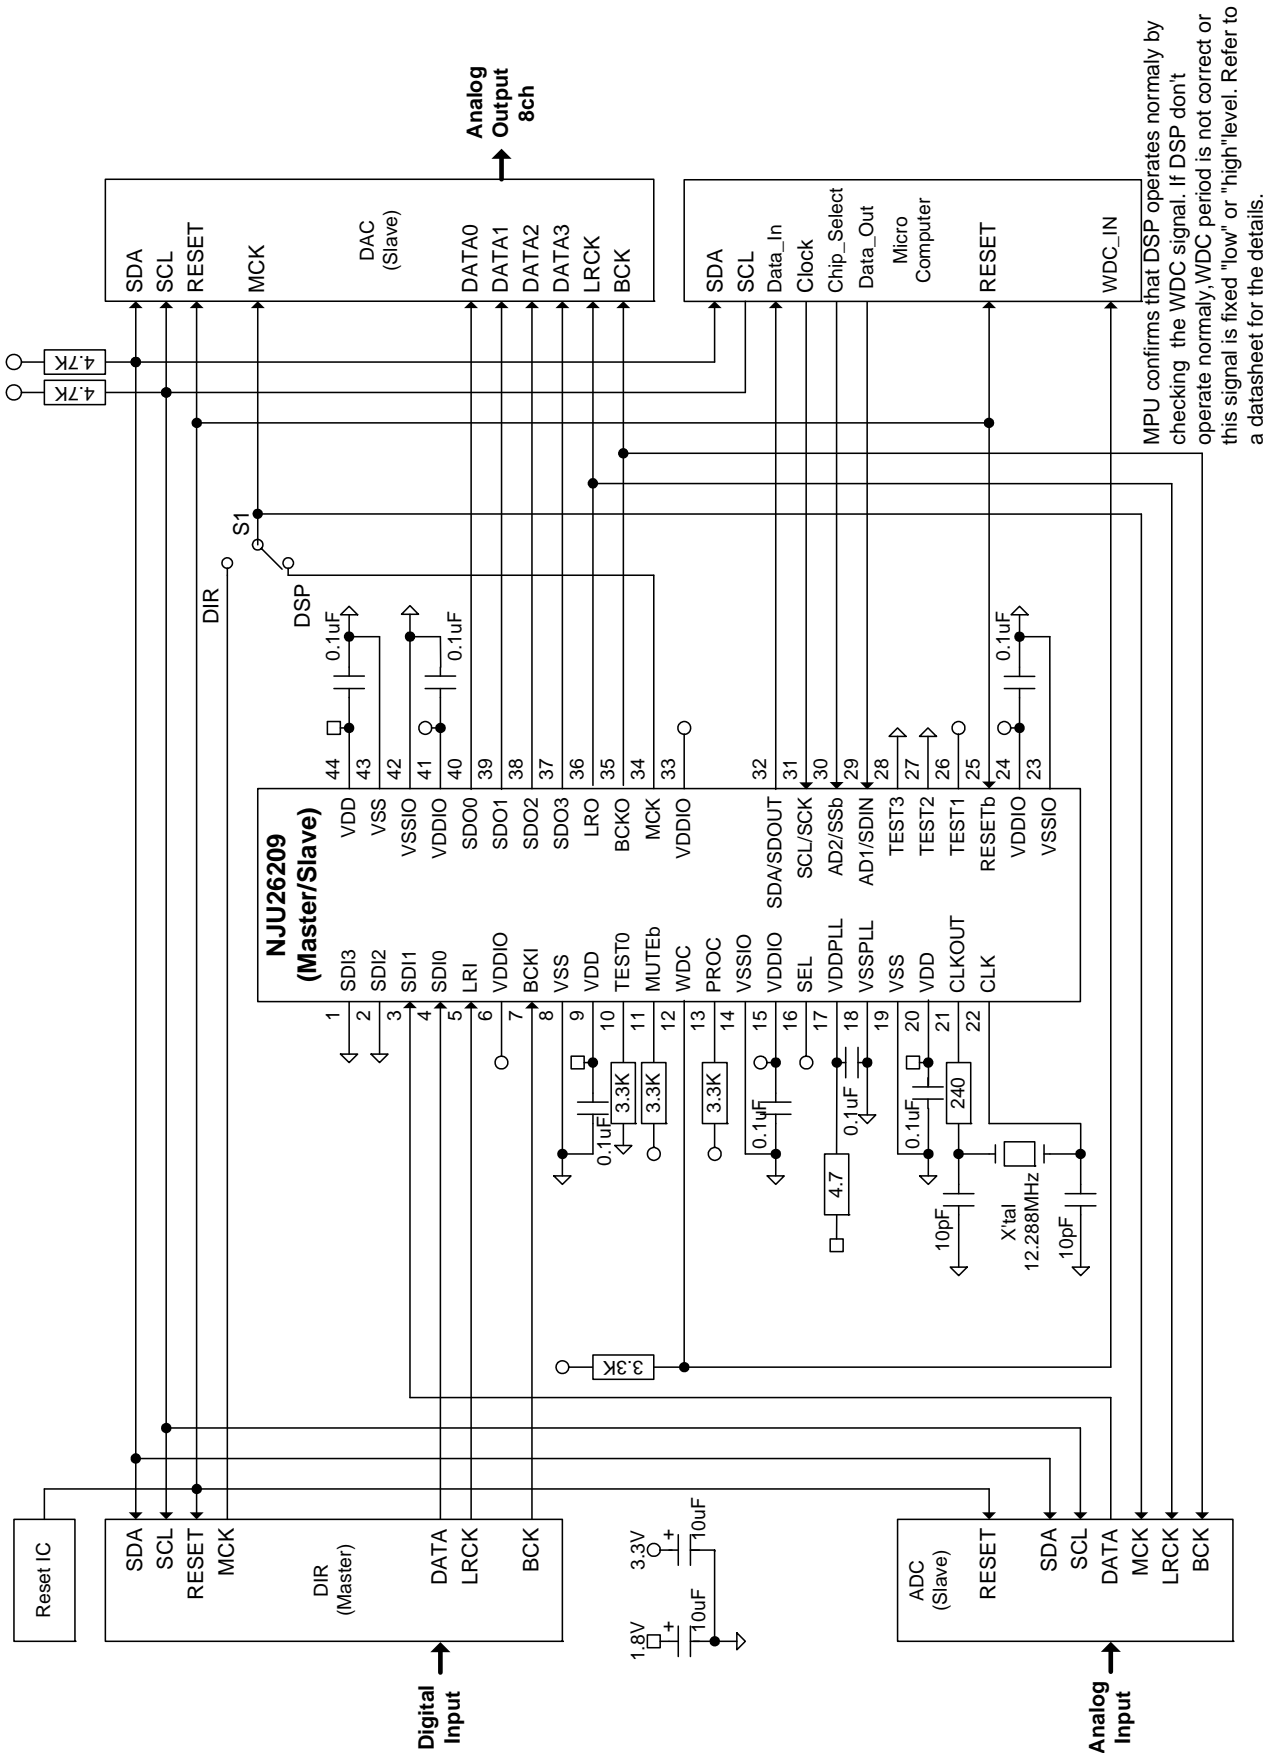 Reset IC
SDA
SCL
RESET
MCK
DIR
(Master)
DATA
LRCK
BCK
Digital
Input
1.8V
+
10uF
3.3V
+
10uF
ADC
(Slave)
RESET
SDA
SCL
DATA
MCK
LRCK
BCK
Analog
Input
3.3K
NJU26209
(Master/Slave)
1 SDI3
2 SDI2
3 SDI1
4 SDI0
5 LRI
6 VDDIO
7 BCKI
8 VSS
9 VDD
10 TEST0
11 MUTEb
12 WDC
13 PROC
14 VSSIO
15 VDDIO
16 SEL
17 VDDPLL
18 VSSPLL
19 VSS
20 VDD
21 CLKOUT
22 CLK
0.1uF
3.3K
3.3K
3.3K
0.1uF
0.1uF
4.7
0.1uF
240
10pF
X'tal
12.288MHz
10pF
VDD 44
VSS 43
VSSIO 42
VDDIO 41
SDO0 40
SDO1 39
SDO2 38
SDO3 37
LRO 36
BCKO 35
MCK 34
VDDIO 33
SDA/SDOUT 32
SCL/SCK 31
AD2/SSb 30
AD1/SDIN 29
TEST3 28
TEST2 27
TEST1 26
RESETb 25
VDDIO 24
VSSIO 23
0.1uF
0.1uF
0.1uF
DIR
S1
DSP
4.7K
4.7K
SDA
SCL
RESET
MCK
DAC
(Slave)
DATA0
DATA1
DATA2
DATA3
LRCK
BCK
Analog
Output
8ch
SDA
SCL
Data_In
Clock
Chip_Select
Data_Out
Micro
Computer
RESET
WDC_IN
MPU confirms that DSP operates normaly by
checking the WDC signal. If DSP don't
operate normaly,WDC period is not correct or
this signal is fixed "low" or "high"level. Refer to
a datasheet for the details.